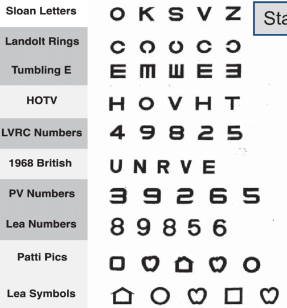 Sloan Letters O K S V Z
Sta
Landolt Rings
Tumbling E
HOTV H O V H T
LVRC Numbers 4 9 8 2 5
1968 British U N R V E
PV Numbers 3 9 2 6 5
Lea Numbers 8 9 8 5 6
Patti Pics
Lea Symbols